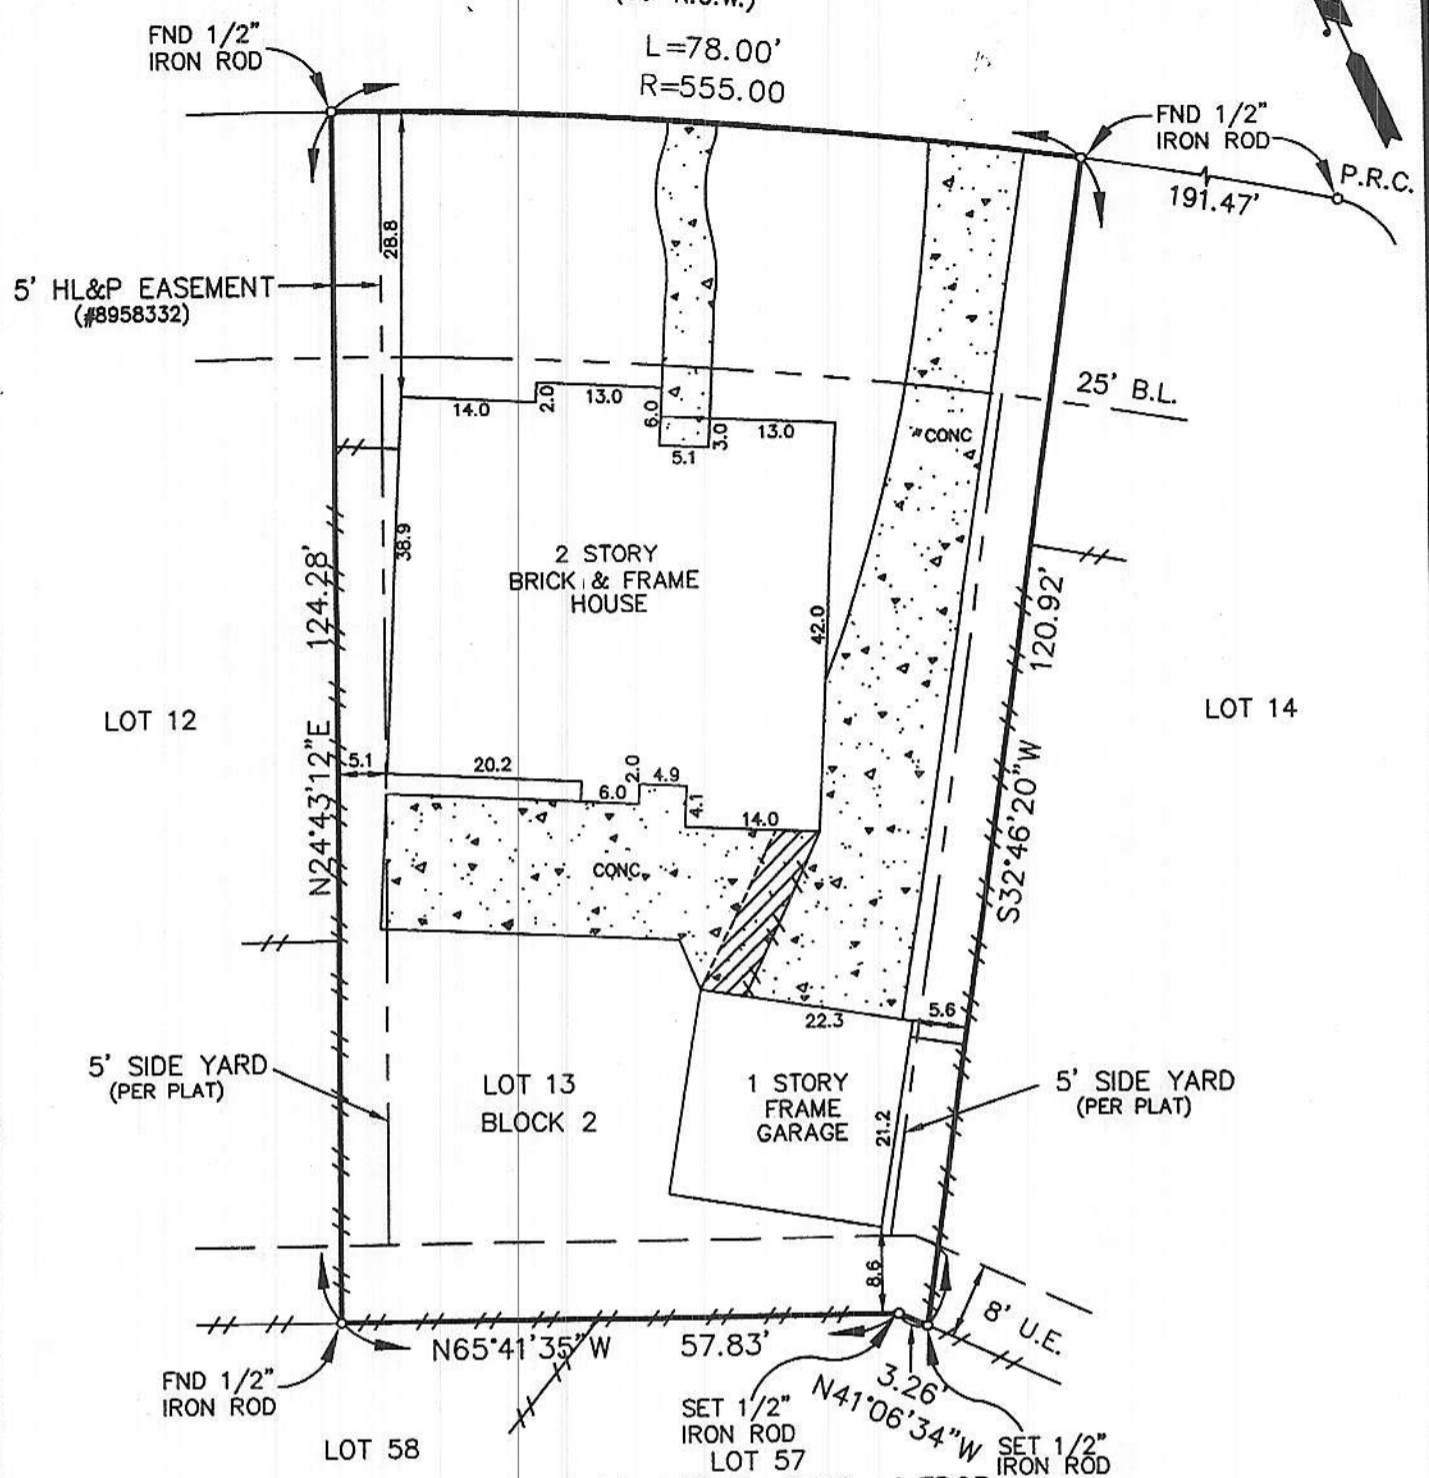 L=78.00'
R=555.00
FND 1/2"
IRON ROD
FND 1/2"
IRON ROD
P.R.C.
191.47'
28.8
5' HL&P EASEMENT
(#8958332)
25' B.L.
14.0
2.0
13.0
6.0
5.1
3.0
13.0
CONC
38.9
2 STORY
BRICK & FRAME
HOUSE
42.0
124.28'
N24°43'12"E
120.92'
S32°46'20"W
LOT 12
LOT 14
5.1
20.2
6.0
2.0
4.9
4.1
14.0
CONC.
22.3
5.6
5' SIDE YARD
(PER PLAT)
LOT 13
BLOCK 2
1 STORY
FRAME
GARAGE
21.2
5' SIDE YARD
(PER PLAT)
8.6
8' U.E.
N65°41'35"W
57.83'
3.26'
N41°06'34"W
FND 1/2"
IRON ROD
SET 1/2"
IRON ROD
SET 1/2"
IRON ROD
LOT 58
LOT 57